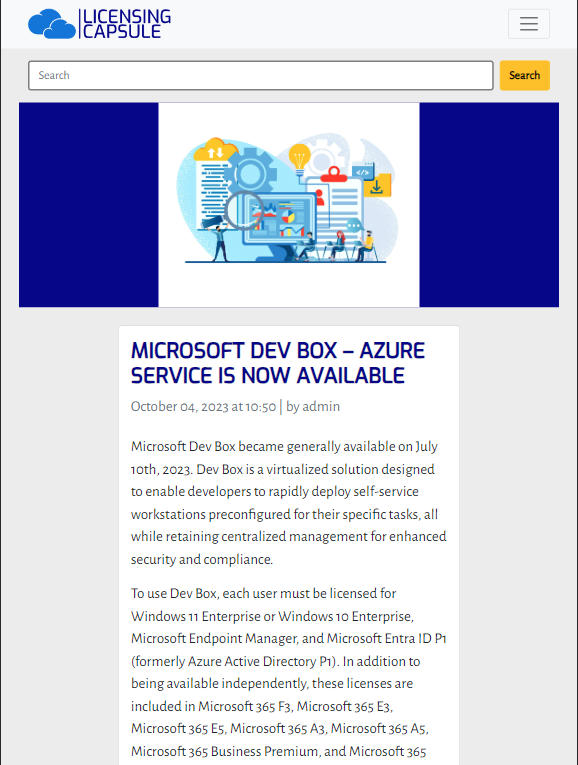 LICENSING
CAPSULE
Search
Search
MICROSOFT DEV BOX – AZURE
SERVICE IS NOW AVAILABLE
October 04, 2023 at 10:50 | by admin
Microsoft Dev Box became generally available on July
10th, 2023. Dev Box is a virtualized solution designed
to enable developers to rapidly deploy self-service
workstations preconfigured for their specific tasks, all
while retaining centralized management for enhanced
security and compliance.
To use Dev Box, each user must be licensed for
Windows 11 Enterprise or Windows 10 Enterprise,
Microsoft Endpoint Manager, and Microsoft Entra ID P1
(formerly Azure Active Directory P1). In addition to
being available independently, these licenses are
included in Microsoft 365 F3, Microsoft 365 E3,
Microsoft 365 E5, Microsoft 365 A3, Microsoft 365 A5,
Microsoft 365 Business Premium, and Microsoft 365